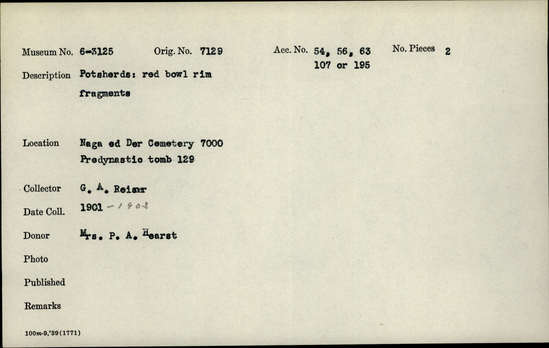 Museum No. 6-3125 Orig. No. 7129 Acc. No. 54, 56, 63 No. Pieces 2
107 or 195
Description Potsherds: red bowl rim
fragments
Location Naga ed Der Cemetery 7000
Predynastic tomb 129
Collector G. A. Reisnr
Date Coll. 1901 -1902
Donor Mrs. P. A. Hearst
Photo
Published
Remarks
100m-9,'39(1771)